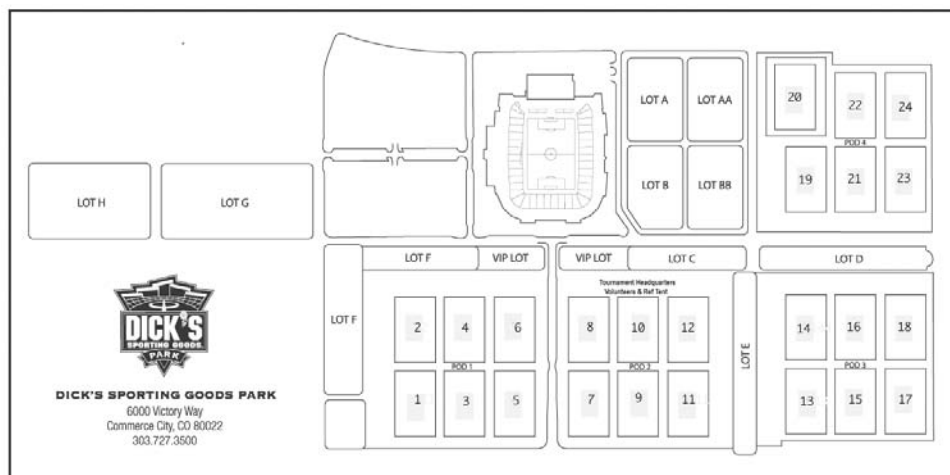 LOT A
LOT AA
20
22
24
POD 4
LOT B
LOT BB
19
21
23
LOT H
LOT G
LOT F
VIP LOT
VIP LOT
LOT C
LOT D
Tournament Headquarters
Volunteers & Ref Tent
LOT F
2
4
6
8
10
12
LOT E
14
16
18
POD 1
POD 2
POD 3
1
3
5
7
9
11
13
15
17
DICK'S
SPORTING GOODS
PARK
DICK'S SPORTING GOODS PARK
6000 Victory Way
Commerce City, CO 80022
303.727.3500